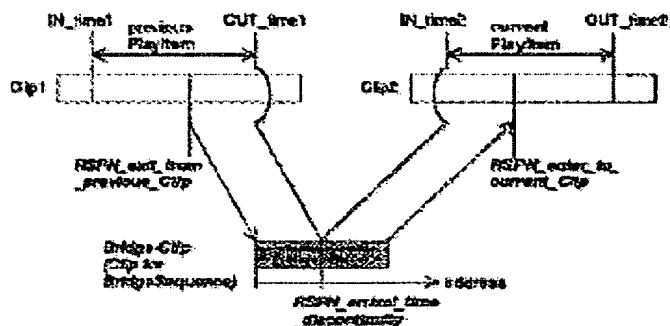 IN_time1
previous
PlayItem
OUT_time1
IN_time2
current
PlayItem
OUT_time2
Clip1
Clip2
RSPN_exit_from
_previous_Clip
RSPN_enter_to_
current_Clip
Bridge-Clip
(Clip for
BridgeSequence)
address
RSPN_arrival_time
_discontinuity